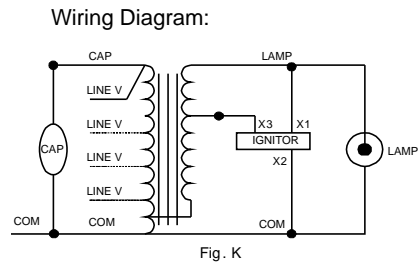 Wiring Diagram:
CAP
LAMP
LINE V
LINE V
X3
X1
IGNITOR
CAP
LINE V
X2
LAMP
LINE V
COM
COM
COM
Fig. K